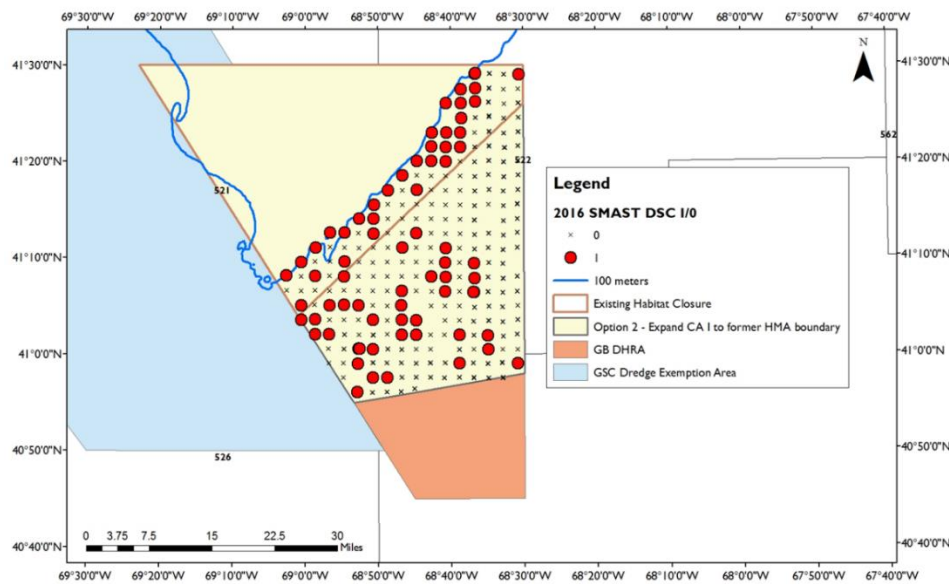 69°30'0"W 69°20'0"W 69°10'0"W 69°0'0"W 68°50'0"W 68°40'0"W 68°30'0"W 68°20'0"W 68°10'0"W 68°0'0"W 67°50'0"W 67°40'0"W
41°30'0"N 41°30'0"N
N
562
41°20'0"N 522 41°20'0"N
521
Legend
2016 SMAST DSC I/0
0
1
100 meters
Existing Habitat Closure
Option 2 - Expand CA I to former HMA boundary
GB DHRA
GSC Dredge Exemption Area
41°10'0"N 41°10'0"N
41°0'0"N 41°0'0"N
40°50'0"N 40°50'0"N
526
0 3.75 7.5 15 22.5 30
Miles
40°40'0"N 40°40'0"N
69°30'0"W 69°20'0"W 69°10'0"W 69°0'0"W 68°50'0"W 68°40'0"W 68°30'0"W 68°20'0"W 68°10'0"W 68°0'0"W 67°50'0"W 67°40'0"W